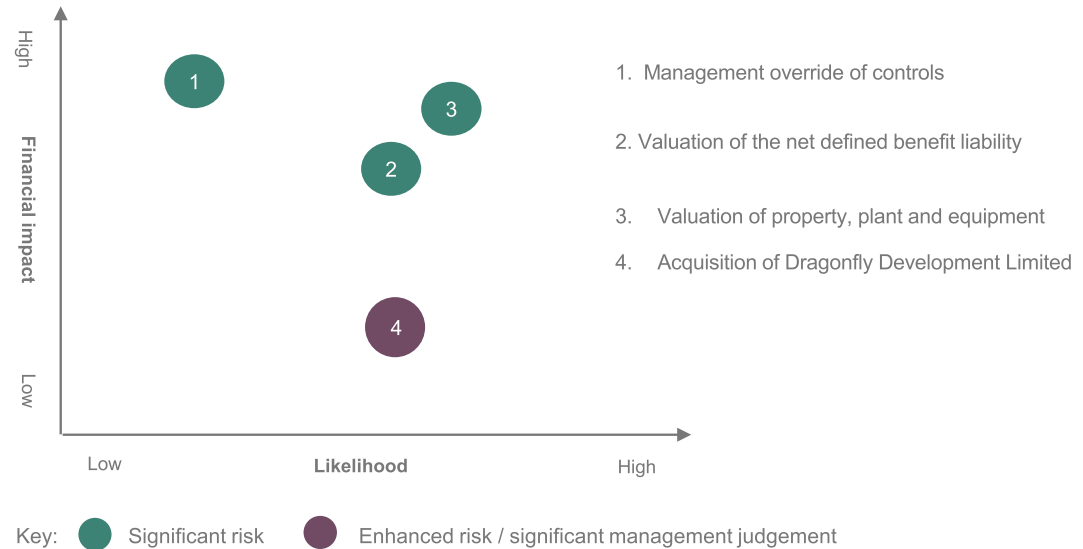 High
Financial impact
Low
1
3
2
4
Low
Likelihood
High
1. Management override of controls
2. Valuation of the net defined benefit liability
3. Valuation of property, plant and equipment
4. Acquisition of Dragonfly Development Limited
Key:
Significant risk
Enhanced risk / significant management judgement